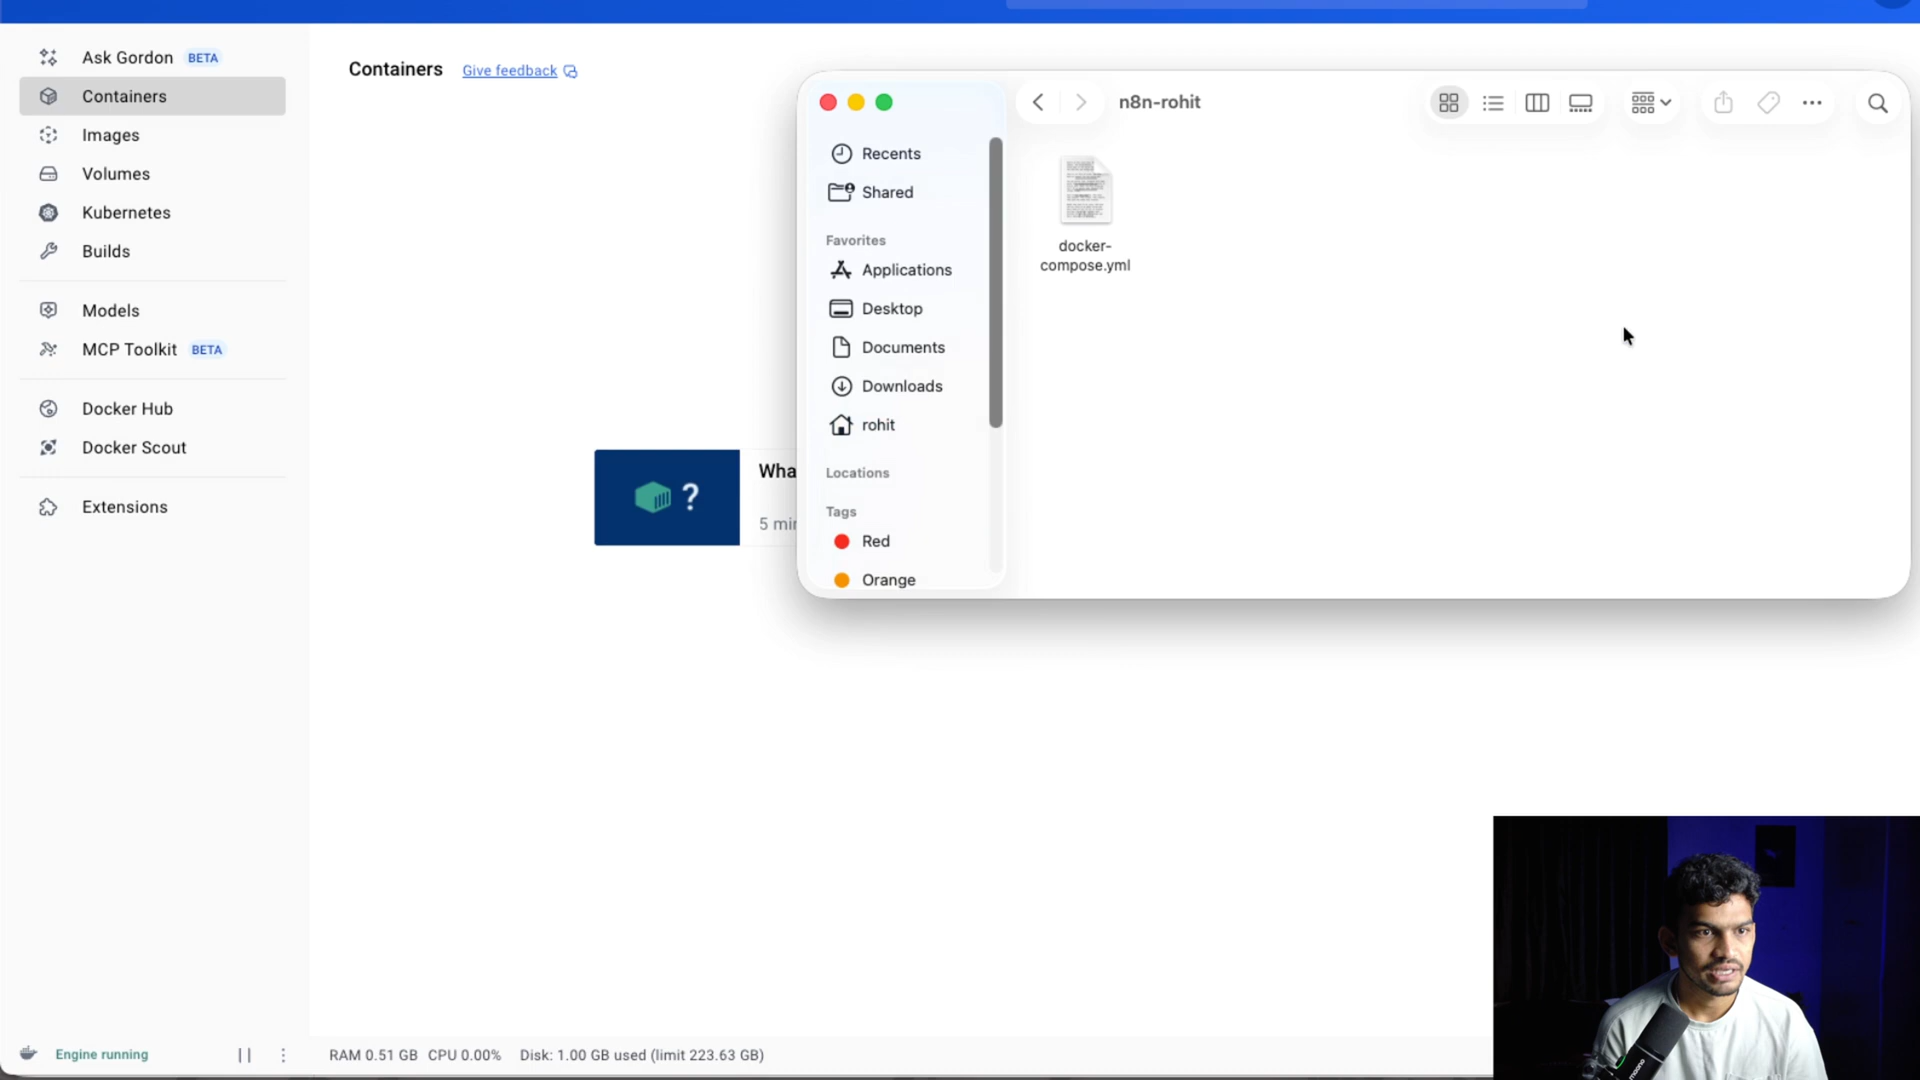 Ask Gordon BETA
Containers
Images
Volumes
Kubernetes
Builds
Models
MCP Toolkit BETA
Docker Hub
Docker Scout
Extensions
Engine running
Containers Give feedback
?
Wha
5 min
RAM 0.51 GB CPU 0.00% Disk: 1.00 GB used (limit 223.63 GB)
n8n-rohit
Recents
Shared
Favorites
Applications
Desktop
Documents
Downloads
rohit
Locations
Tags
Red
Orange
docker-
compose.yml